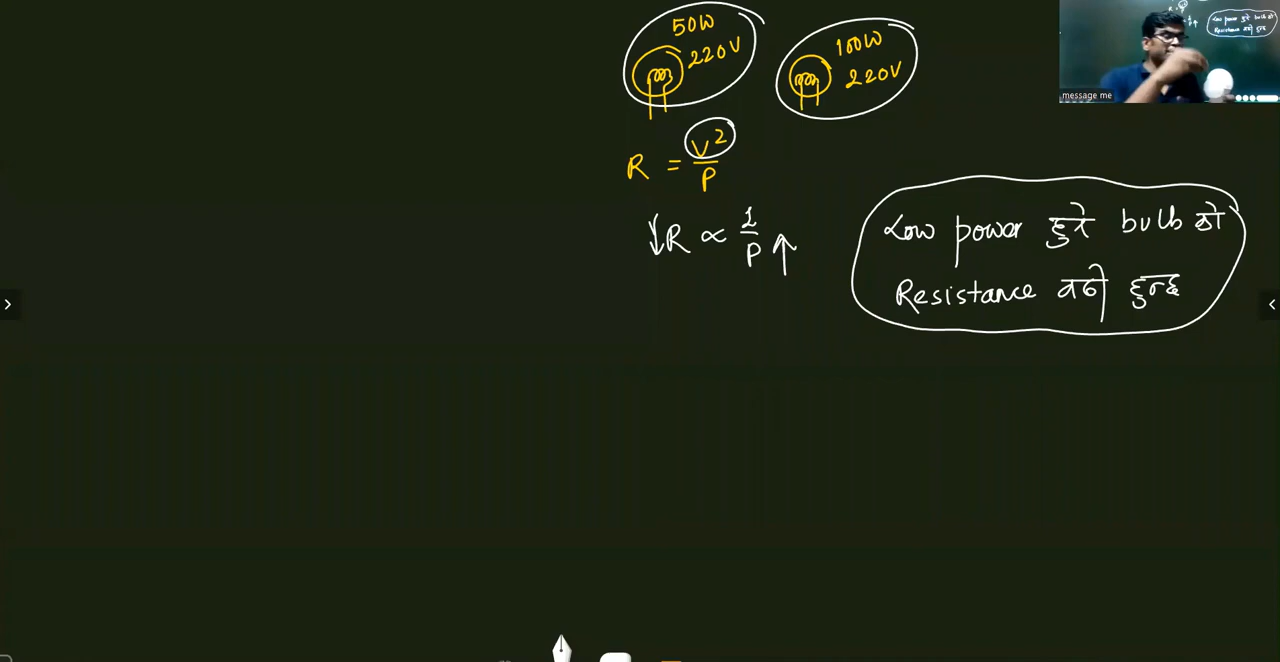 50W
220V
100W
220V
R = V²/P
↓R ∝ 1/P ↑
Low power हुने bulb को
Resistance बढी हुन्छ
message me